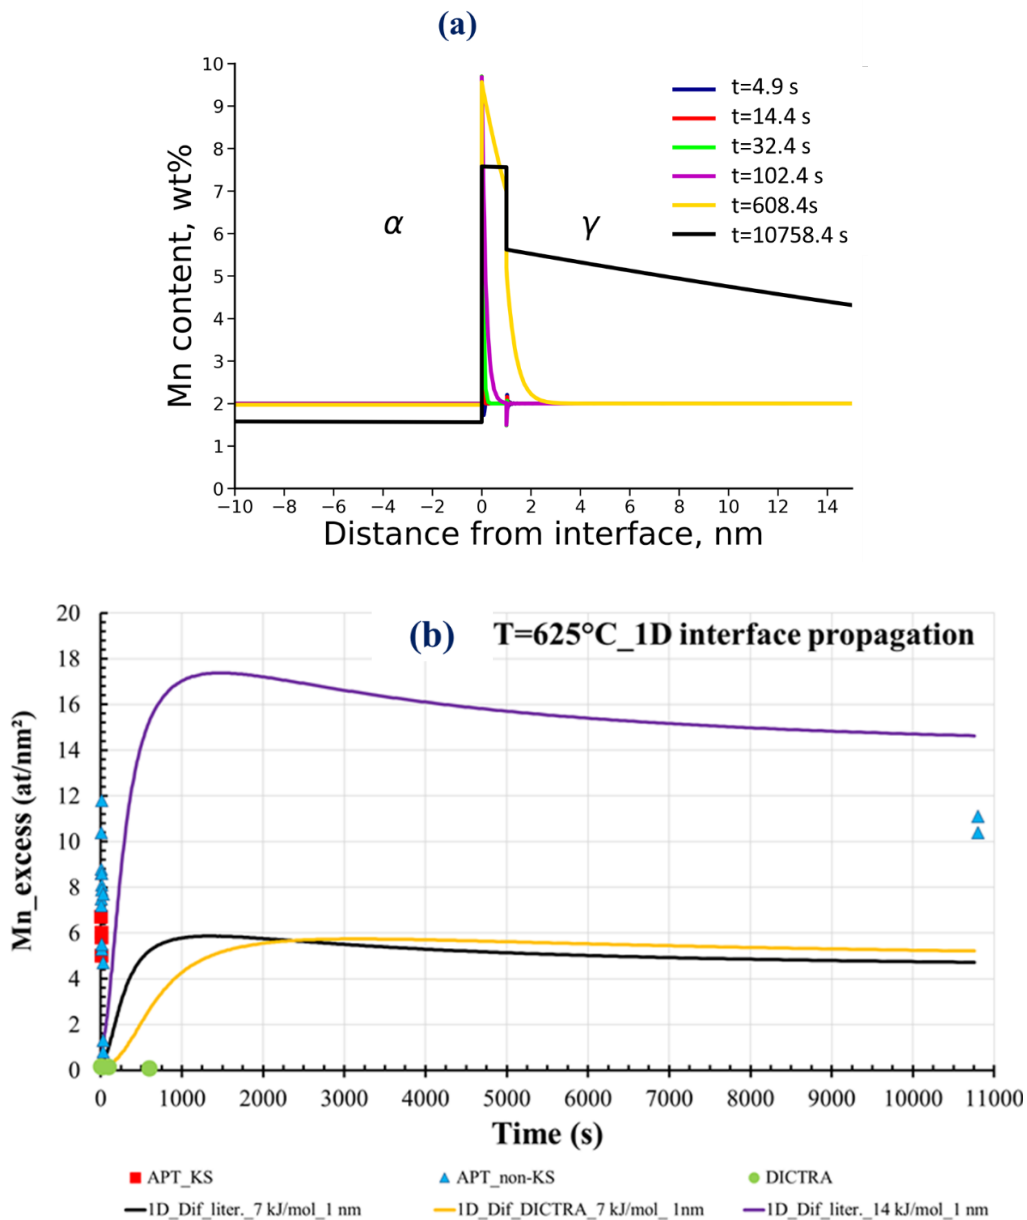 (a)
10
9
8
7
6
5
4
3
2
1
0
Mn content, wt%
t=4.9 s
t=14.4 s
t=32.4 s
t=102.4 s
t=608.4s
t=10758.4 s
α
γ
−10 −8 −6 −4 −2 0 2 4 6 8 10 12 14
Distance from interface, nm
(b)
T=625°C_1D interface propagation
20
18
16
14
12
10
8
6
4
2
0
Mn_excess (at/nm²)
0 1000 2000 3000 4000 5000 6000 7000 8000 9000 10000 11000
Time (s)
APT_KS APT_non-KS DICTRA
1D_Dif_liter._7 kJ/mol_1 nm 1D_Dif_DICTRA_7 kJ/mol_ 1nm 1D_Dif_liter._14 kJ/mol_1 nm